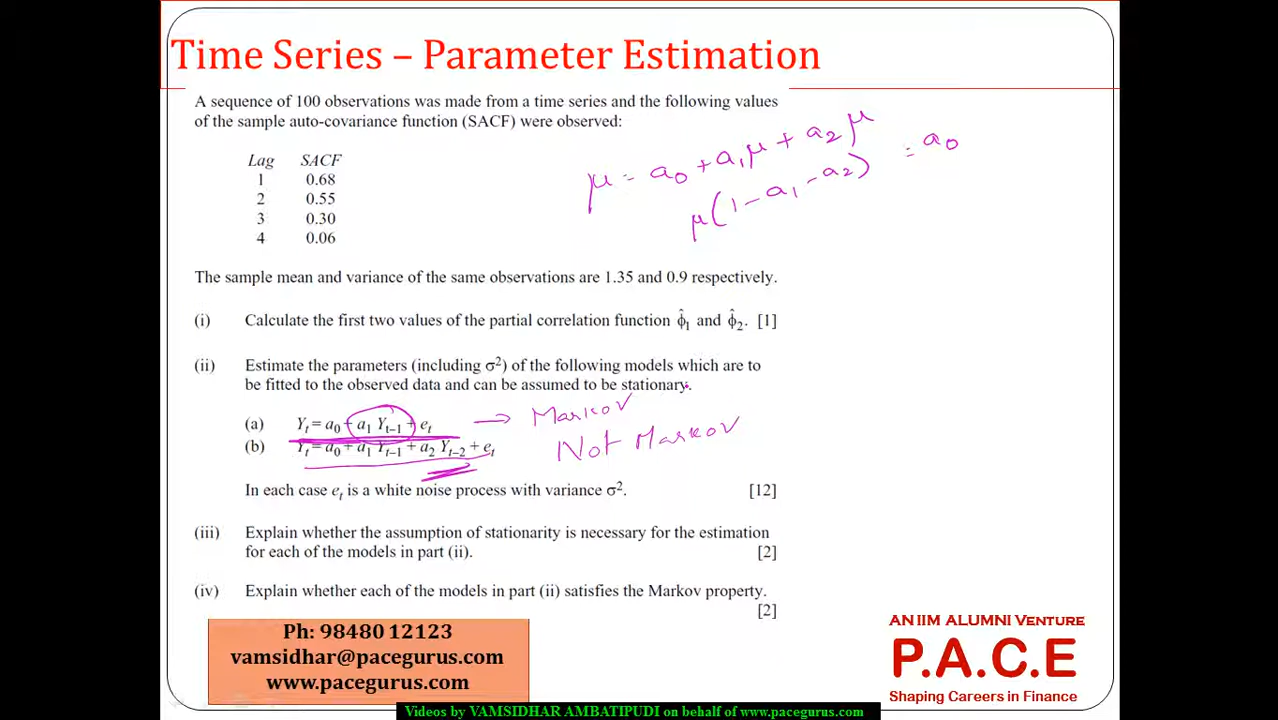 Time Series – Parameter Estimation
A sequence of 100 observations was made from a time series and the following values
of the sample auto-covariance function (SACF) were observed:
Lag SACF
1 0.68
2 0.55
3 0.30
4 0.06
μ = a₀ + a₁μ + a₂μ
μ(1 - a₁ - a₂) = a₀
The sample mean and variance of the same observations are 1.35 and 0.9 respectively.
(i) Calculate the first two values of the partial correlation function ϕ̂₁ and ϕ̂₂. [1]
(ii) Estimate the parameters (including σ²) of the following models which are to
be fitted to the observed data and can be assumed to be stationary.
(a) Yₜ = a₀ + a₁ Yₜ₋₁ + eₜ → Markov
(b) Yₜ = a₀ + a₁ Yₜ₋₁ + a₂ Yₜ₋₂ + eₜ Not Markov
In each case eₜ is a white noise process with variance σ². [12]
(iii) Explain whether the assumption of stationarity is necessary for the estimation
for each of the models in part (ii). [2]
(iv) Explain whether each of the models in part (ii) satisfies the Markov property.
[2]
Ph: 98480 12123
vamsidhar@pacegurus.com
www.pacegurus.com
AN IIM ALUMNI VENTURE
P.A.C.E
Shaping Careers in Finance
Videos by VAMSIDHAR AMBATIPUDI on behalf of www.pacegurus.com